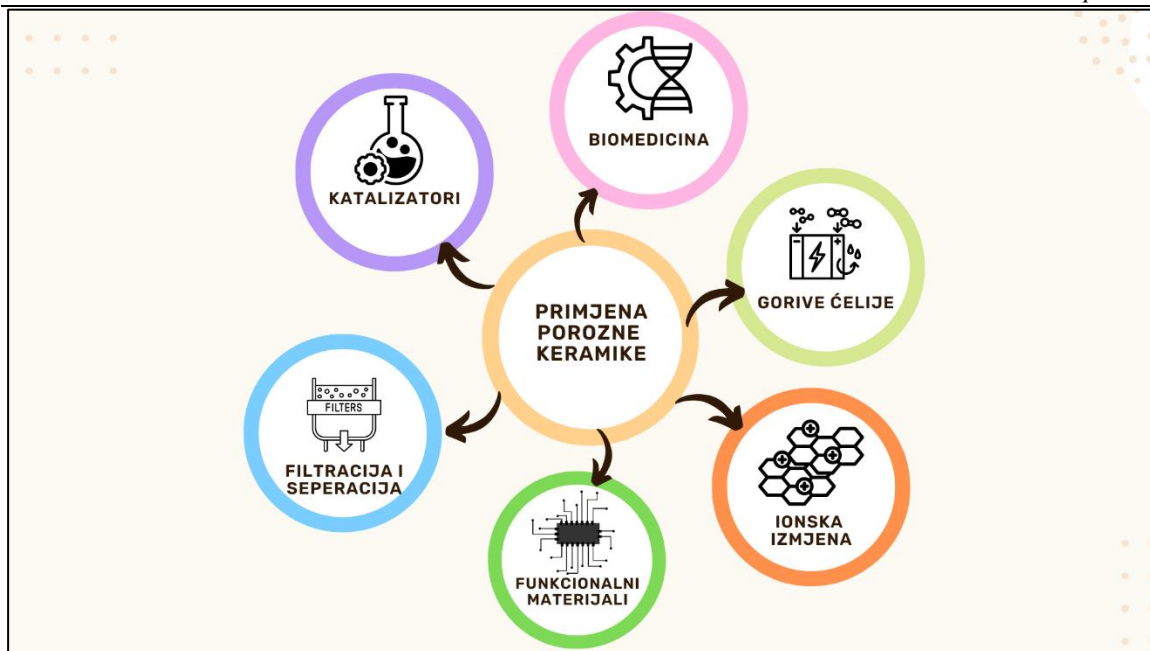 BIOMEDICINA
KATALIZATORI
GORIVE ĆELIJE
PRIMJENA
POROZNE
KERAMIKE
FILTERS
FILTRACIJA I
SEPERACIJA
IONSKA
IZMJENA
FUNKCIONALNI
MATERIJALI